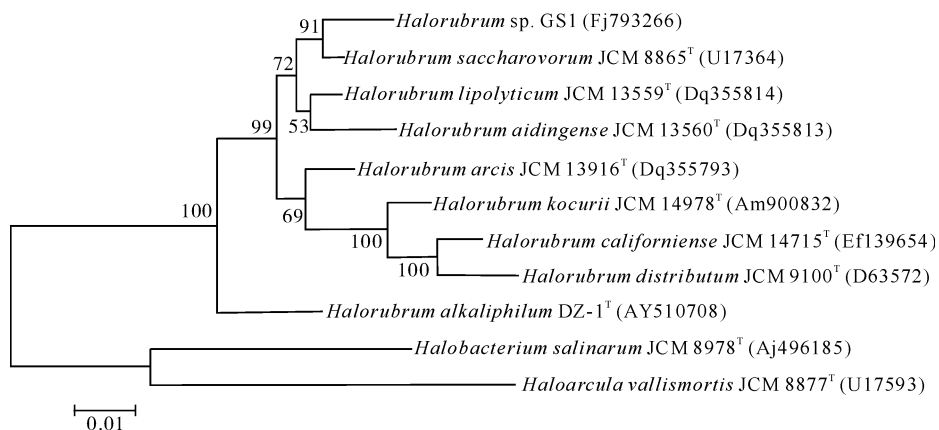 91
Halorubrum sp. GS1 (Fj793266)
Halorubrum saccharovorum JCM 8865ᵀ (U17364)
72
Halorubrum lipolyticum JCM 13559ᵀ (Dq355814)
53
Halorubrum aidingense JCM 13560ᵀ (Dq355813)
99
Halorubrum arcis JCM 13916ᵀ (Dq355793)
69
Halorubrum kocurii JCM 14978ᵀ (Am900832)
100
100
Halorubrum californiense JCM 14715ᵀ (Ef139654)
100
Halorubrum distributum JCM 9100ᵀ (D63572)
Halorubrum alkaliphilum DZ-1ᵀ (AY510708)
Halobacterium salinarum JCM 8978ᵀ (Aj496185)
Haloarcula vallismortis JCM 8877ᵀ (U17593)
0.01